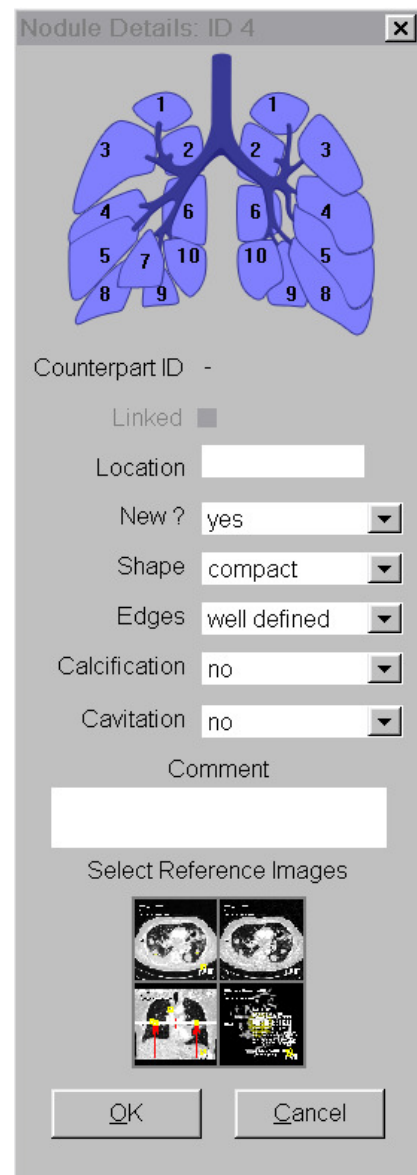 Nodule Details: ID 4
1 1
3 2 2 3
4 6 6 4
5 7 10 10 5
8 9 9 8
Counterpart ID -
Linked
Location
New ? yes
Shape compact
Edges well defined
Calcification no
Cavitation no
Comment
Select Reference Images
OK Cancel